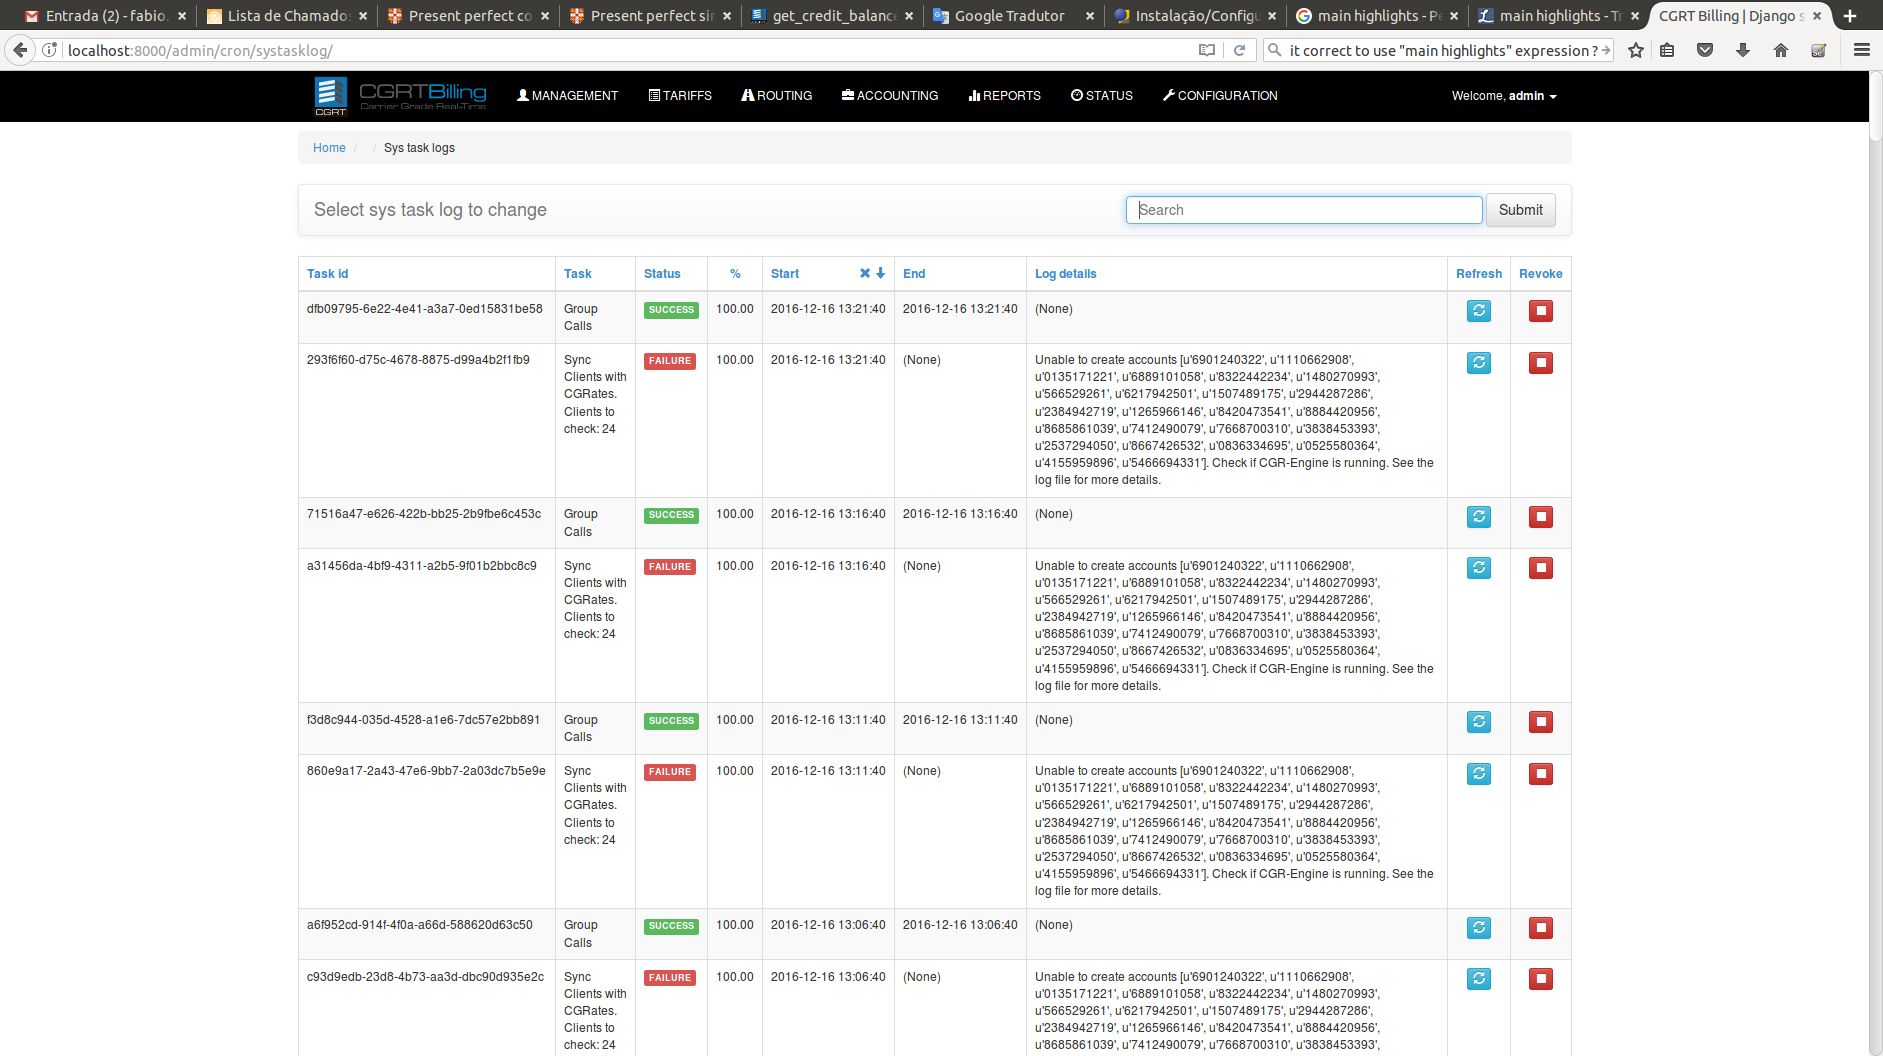 Entrada (2) - fabio.
Lista de Chamados
Present perfect co
Present perfect sin
get_credit_balance
Google Tradutor
Instalação/Configu
main highlights - Pe
main highlights - Tr
CGRT Billing | Django s
localhost:8000/admin/cron/systasklog/
it correct to use "main highlights" expression ?
CGRT
CGRTBilling
Carrier Grade Real-Time
MANAGEMENT
TARIFFS
ROUTING
ACCOUNTING
REPORTS
STATUS
CONFIGURATION
Welcome, admin
Home / / Sys task logs
Select sys task log to change
Search
Submit
Task id Task Status % Start End Log details Refresh Revoke
dfb09795-6e22-4e41-a3a7-0ed15831be58
Group
Calls
SUCCESS
100.00
2016-12-16 13:21:40
2016-12-16 13:21:40
(None)
293f6f60-d75c-4678-8875-d99a4b2f1fb9
Sync
Clients with
CGRates.
Clients to
check: 24
FAILURE
100.00
2016-12-16 13:21:40
(None)
Unable to create accounts [u'6901240322', u'1110662908',
u'0135171221', u'6889101058', u'8322442234', u'1480270993',
u'566529261', u'6217942501', u'1507489175', u'2944287286',
u'2384942719', u'1265966146', u'8420473541', u'8884420956',
u'8685861039', u'7412490079', u'7668700310', u'3838453393',
u'2537294050', u'8667426532', u'0836334695', u'0525580364',
u'4155959896', u'5466694331']. Check if CGR-Engine is running. See the
log file for more details.
71516a47-e626-422b-bb25-2b9fbe6c453c
Group
Calls
SUCCESS
100.00
2016-12-16 13:16:40
2016-12-16 13:16:40
(None)
a31456da-4bf9-4311-a2b5-9f01b2bbc8c9
Sync
Clients with
CGRates.
Clients to
check: 24
FAILURE
100.00
2016-12-16 13:16:40
(None)
Unable to create accounts [u'6901240322', u'1110662908',
u'0135171221', u'6889101058', u'8322442234', u'1480270993',
u'566529261', u'6217942501', u'1507489175', u'2944287286',
u'2384942719', u'1265966146', u'8420473541', u'8884420956',
u'8685861039', u'7412490079', u'7668700310', u'3838453393',
u'2537294050', u'8667426532', u'0836334695', u'0525580364',
u'4155959896', u'5466694331']. Check if CGR-Engine is running. See the
log file for more details.
f3d8c944-035d-4528-a1e6-7dc57e2bb891
Group
Calls
SUCCESS
100.00
2016-12-16 13:11:40
2016-12-16 13:11:40
(None)
860e9a17-2a43-47e6-9bb7-2a03dc7b5e9e
Sync
Clients with
CGRates.
Clients to
check: 24
FAILURE
100.00
2016-12-16 13:11:40
(None)
Unable to create accounts [u'6901240322', u'1110662908',
u'0135171221', u'6889101058', u'8322442234', u'1480270993',
u'566529261', u'6217942501', u'1507489175', u'2944287286',
u'2384942719', u'1265966146', u'8420473541', u'8884420956',
u'8685861039', u'7412490079', u'7668700310', u'3838453393',
u'2537294050', u'8667426532', u'0836334695', u'0525580364',
u'4155959896', u'5466694331']. Check if CGR-Engine is running. See the
log file for more details.
a6f952cd-914f-4f0a-a66d-588620d63c50
Group
Calls
SUCCESS
100.00
2016-12-16 13:06:40
2016-12-16 13:06:40
(None)
c93d9edb-23d8-4b73-aa3d-dbc90d935e2c
Sync
Clients with
CGRates.
Clients to
check: 24
FAILURE
100.00
2016-12-16 13:06:40
(None)
Unable to create accounts [u'6901240322', u'1110662908',
u'0135171221', u'6889101058', u'8322442234', u'1480270993',
u'566529261', u'6217942501', u'1507489175', u'2944287286',
u'2384942719', u'1265966146', u'8420473541', u'8884420956',
u'8685861039', u'7412490079', u'7668700310', u'3838453393',